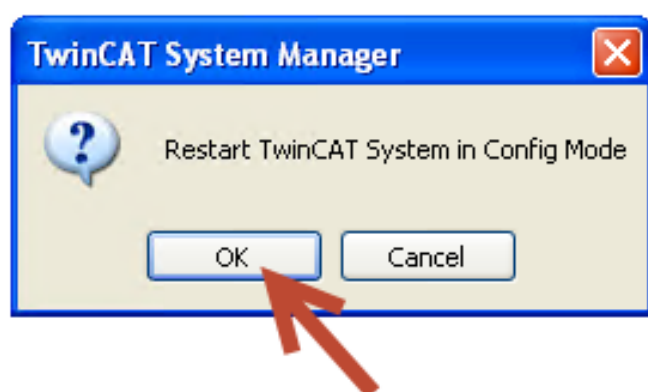 TwinCAT System Manager
Restart TwinCAT System in Config Mode
OK
Cancel